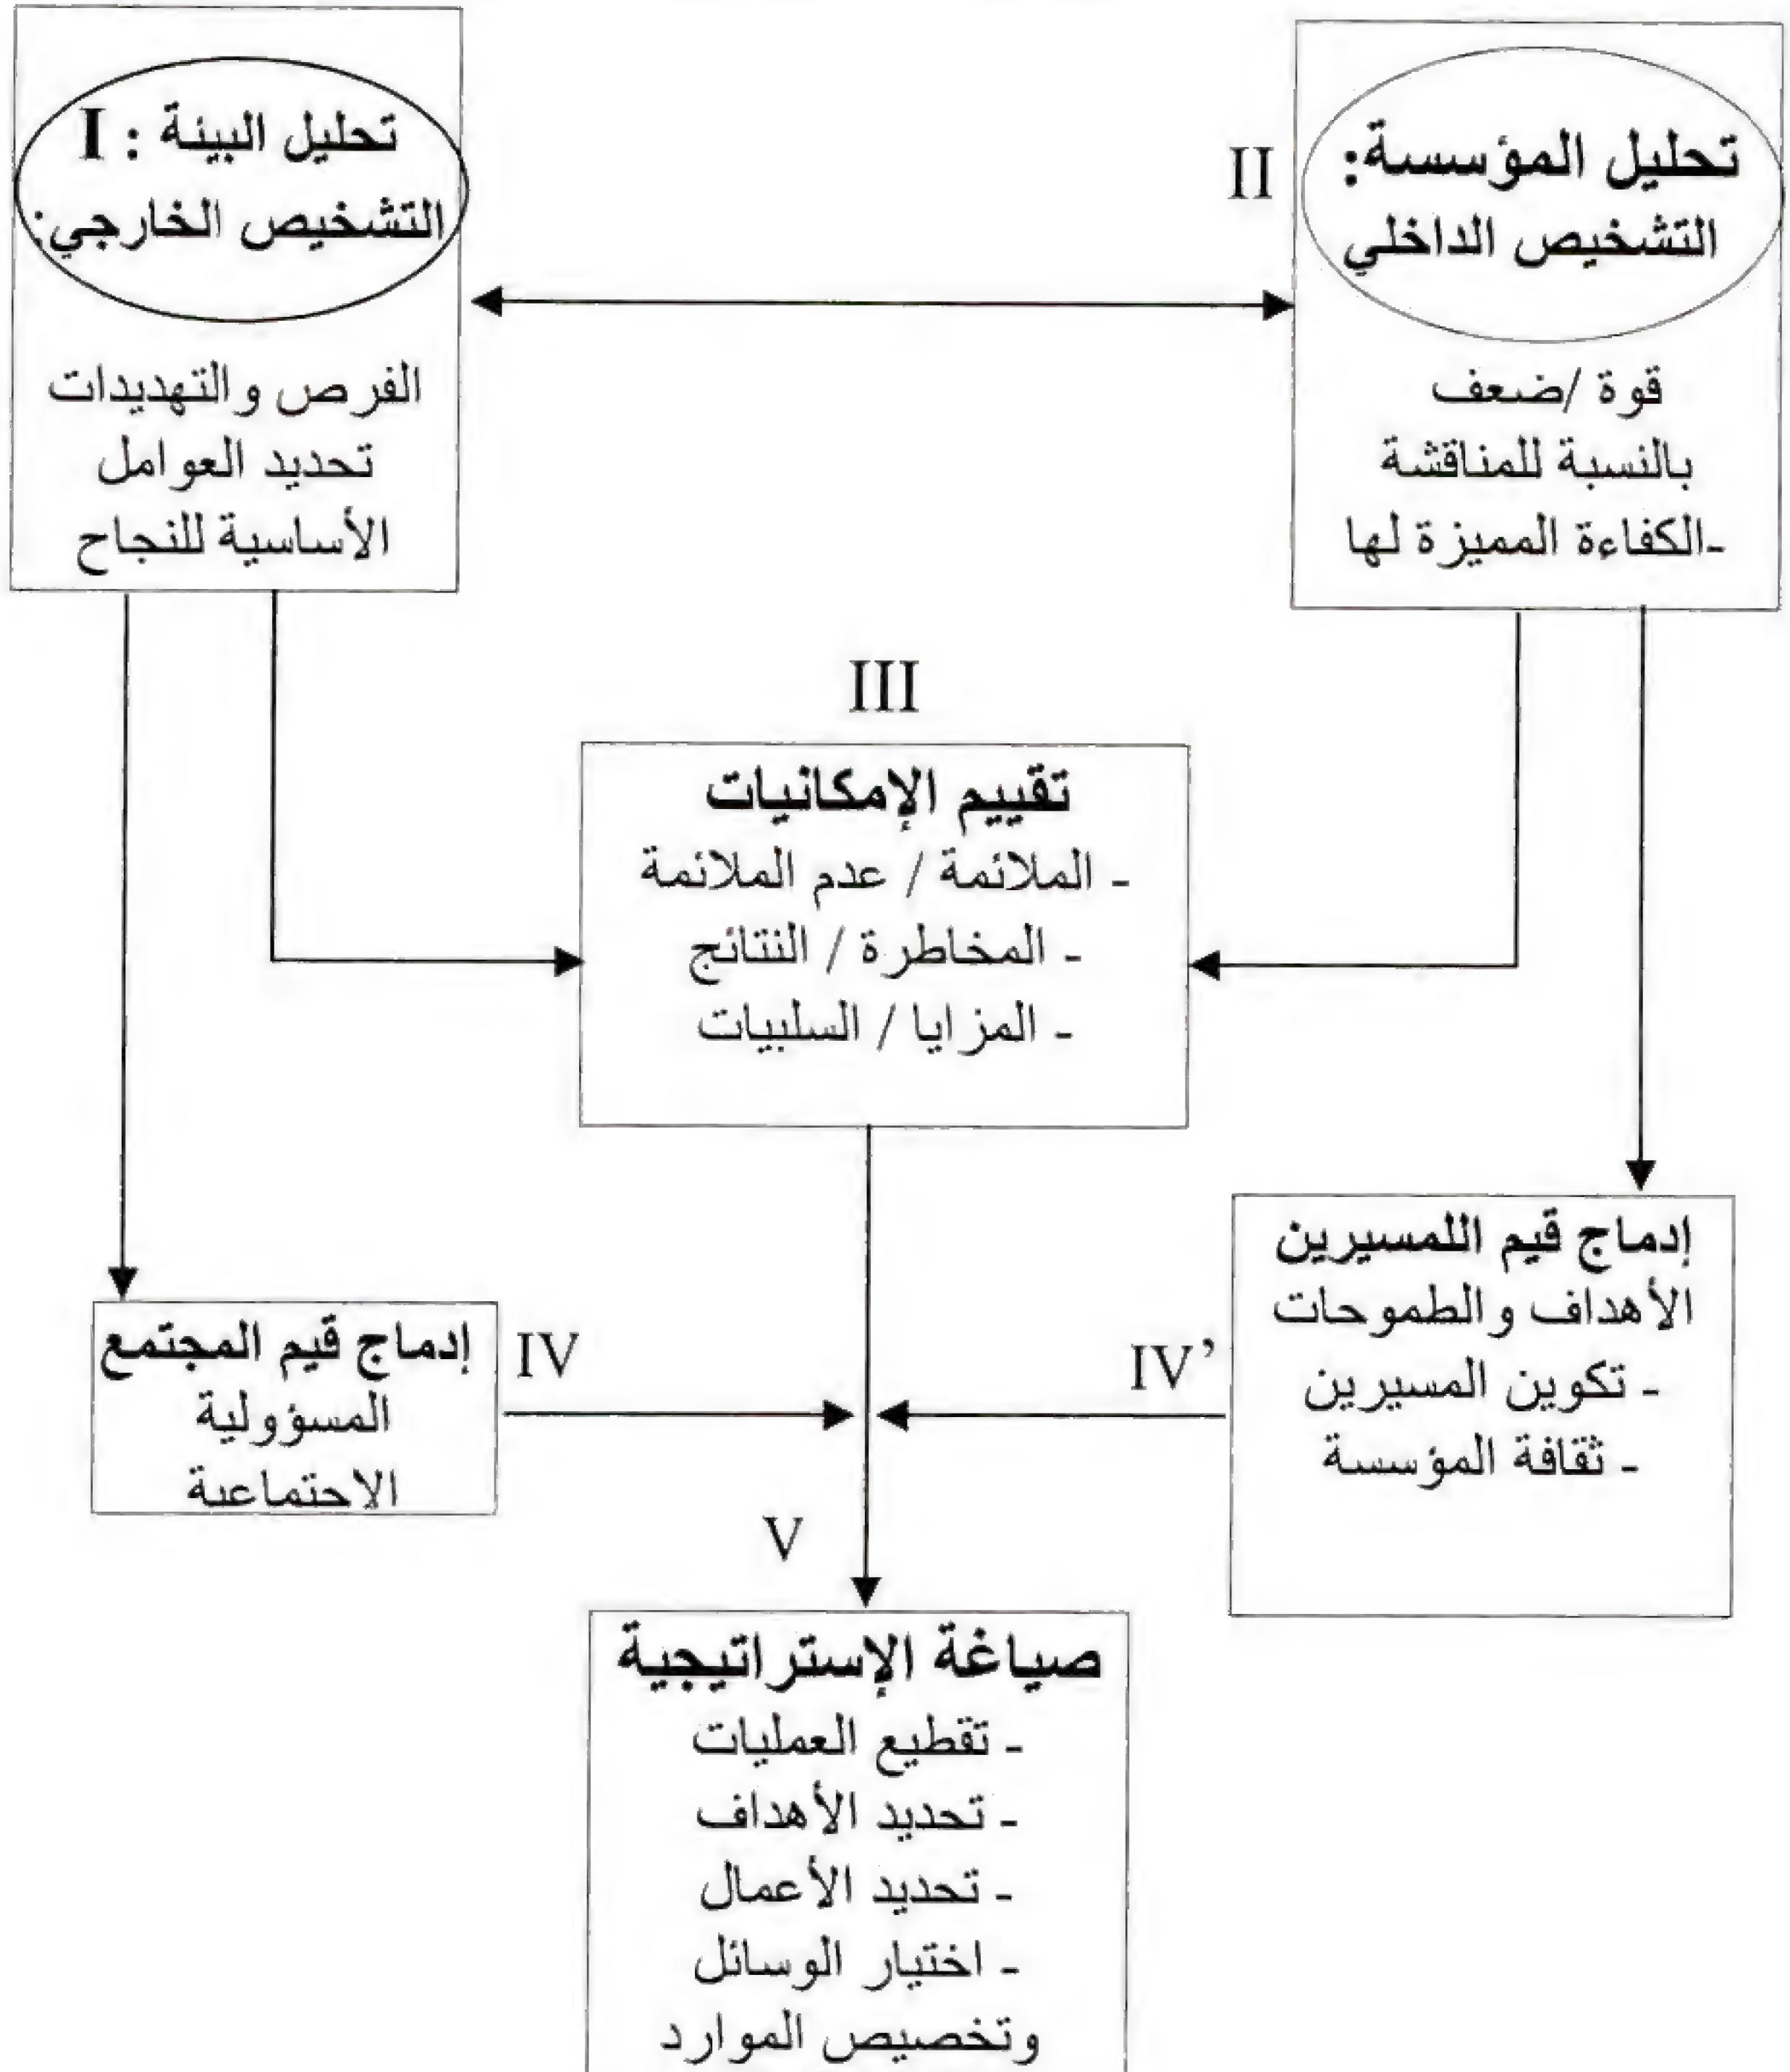 تحليل البيئة : I
التشخيص الخارجي:
الفرص والتهديدات
تحديد العوامل
الأساسية للنجاح
II
تحليل المؤسسة:
التشخيص الداخلي
قوة /ضعف
بالنسبة للمناقشة
-الكفاءة المميزة لها
III
تقييم الإمكانيات
- الملائمة / عدم الملائمة
- المخاطرة / النتائج
- المزايا / السلبيات
إدماج قيم المجتمع
المسؤولية
الاجتماعية
IV
IV’
إدماج قيم اللمسيرين
الأهداف والطموحات
- تكوين المسيرين
- ثقافة المؤسسة
V
صياغة الإستراتيجية
- تقطيع العمليات
- تحديد الأهداف
- تحديد الأعمال
- اختيار الوسائل
وتخصيص الموارد